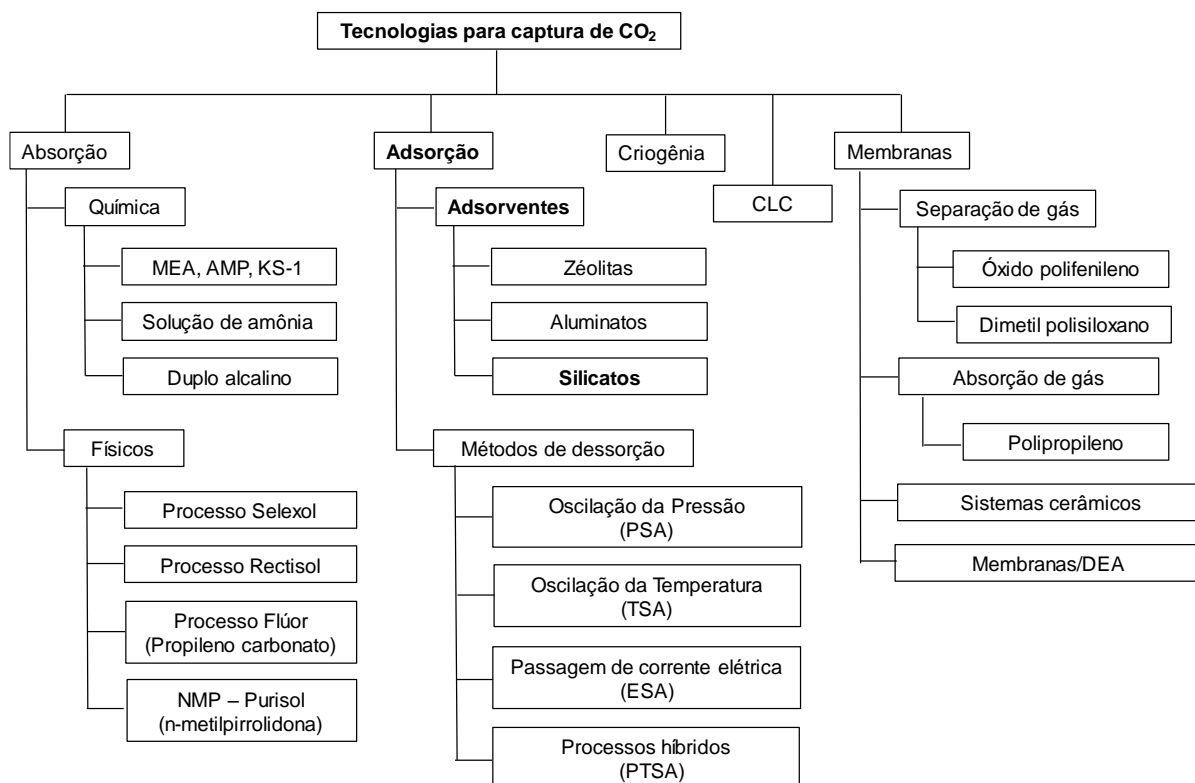 Tecnologias para captura de CO₂
Absorção
Química
MEA, AMP, KS-1
Solução de amônia
Duplo alcalino
Físicos
Processo Selexol
Processo Rectisol
Processo Flúor
(Propileno carbonato)
NMP – Purisol
(n-metilpirrolidona)
Adsorção
Adsorventes
Zéolitas
Aluminatos
Silicatos
Métodos de dessorção
Oscilação da Pressão
(PSA)
Oscilação da Temperatura
(TSA)
Passagem de corrente elétrica
(ESA)
Processos híbridos
(PTSA)
Criogênia
CLC
Membranas
Separação de gás
Óxido polifenileno
Dimetil polisiloxano
Absorção de gás
Polipropileno
Sistemas cerâmicos
Membranas/DEA